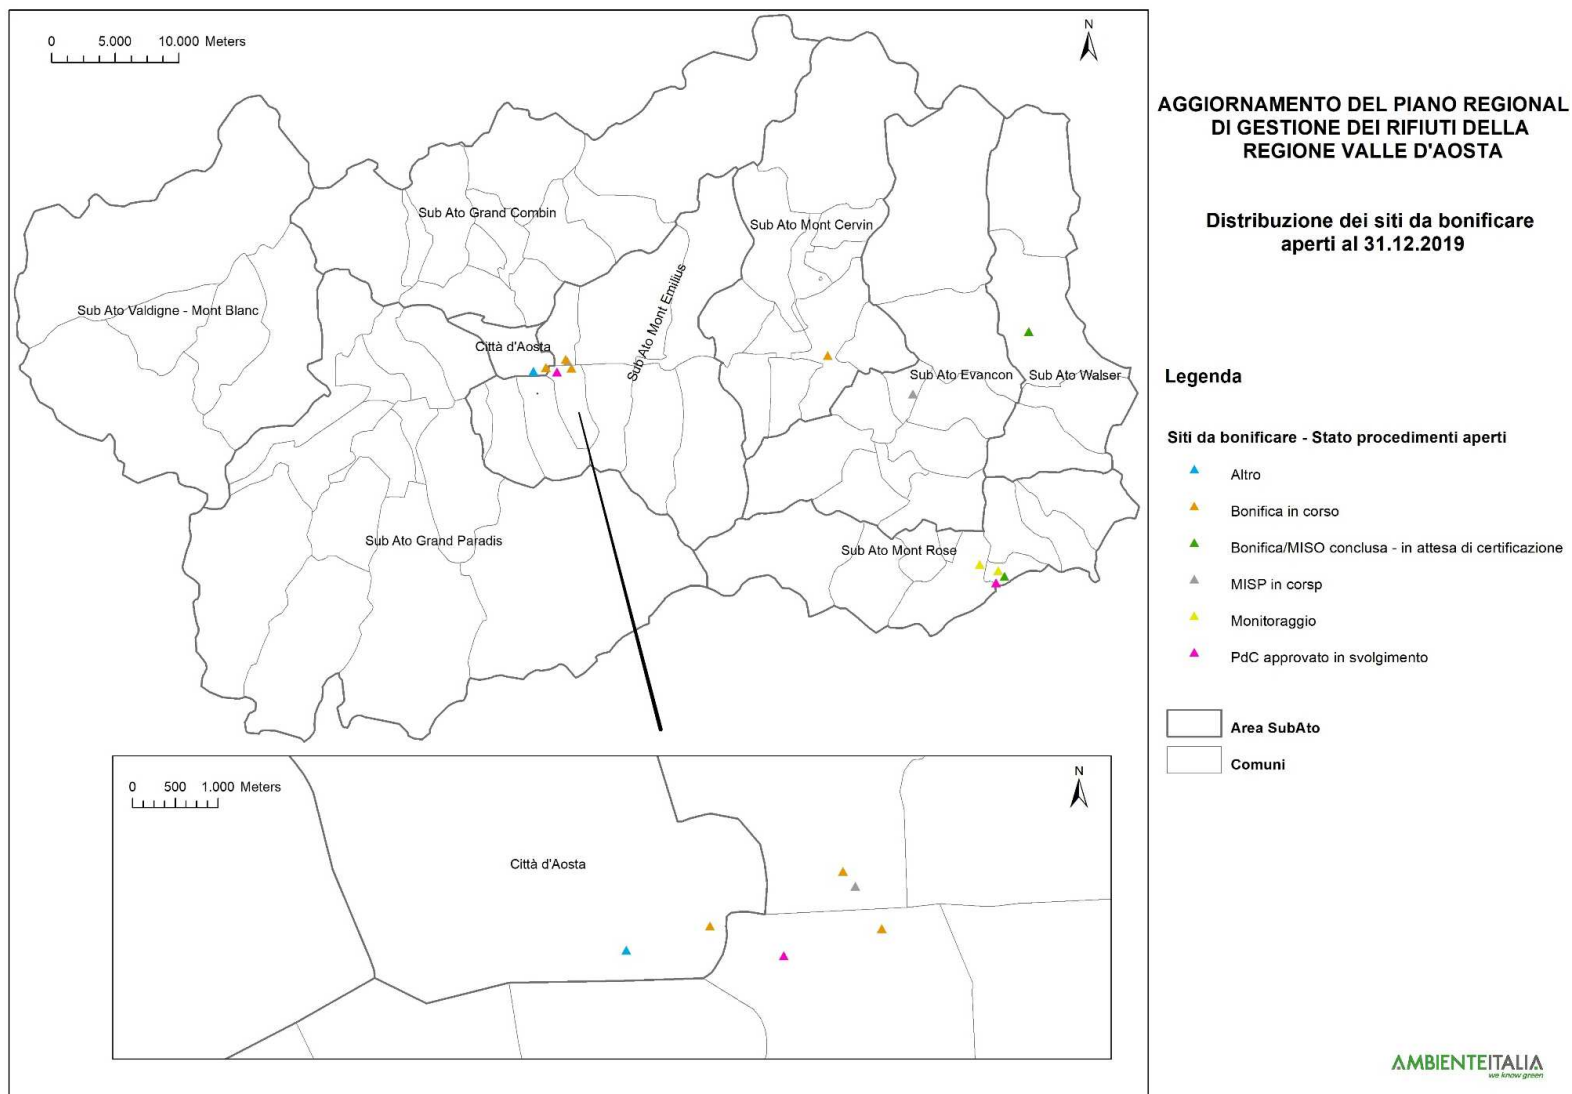 0 5.000 10.000 Meters
N
Sub Ato Grand Combin
Sub Ato Mont Cervin
Sub Ato Valdigne - Mont Blanc
Sub Ato Mont Emilius
Città d'Aosta
Sub Ato Evancon
Sub Ato Walser
Sub Ato Grand Paradis
Sub Ato Mont Rose
0 500 1.000 Meters
N
Città d'Aosta
AGGIORNAMENTO DEL PIANO REGIONAL
DI GESTIONE DEI RIFIUTI DELLA
REGIONE VALLE D'AOSTA
Distribuzione dei siti da bonificare
aperti al 31.12.2019
Legenda
Siti da bonificare - Stato procedimenti aperti
Altro
Bonifica in corso
Bonifica/MISO conclusa - in attesa di certificazione
MISP in corsp
Monitoraggio
PdC approvato in svolgimento
Area SubAto
Comuni
AMBIENTEITALIA
we know green